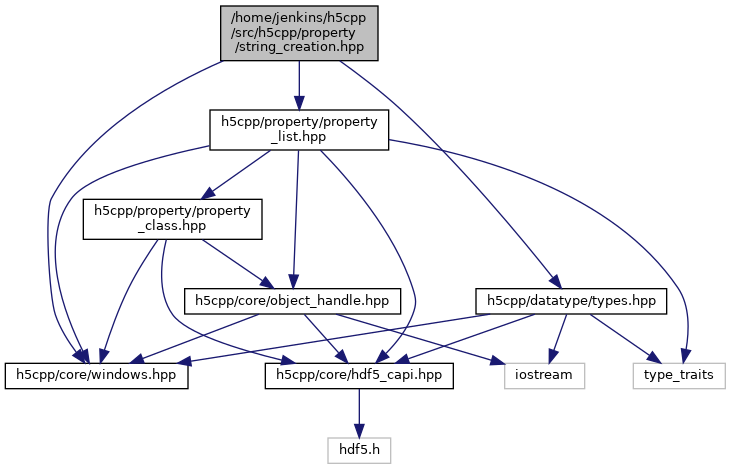 /home/jenkins/h5cpp
/src/h5cpp/property
/string_creation.hpp
h5cpp/property/property
_list.hpp
h5cpp/property/property
_class.hpp
h5cpp/core/object_handle.hpp
h5cpp/datatype/types.hpp
h5cpp/core/windows.hpp
h5cpp/core/hdf5_capi.hpp
iostream
type_traits
hdf5.h